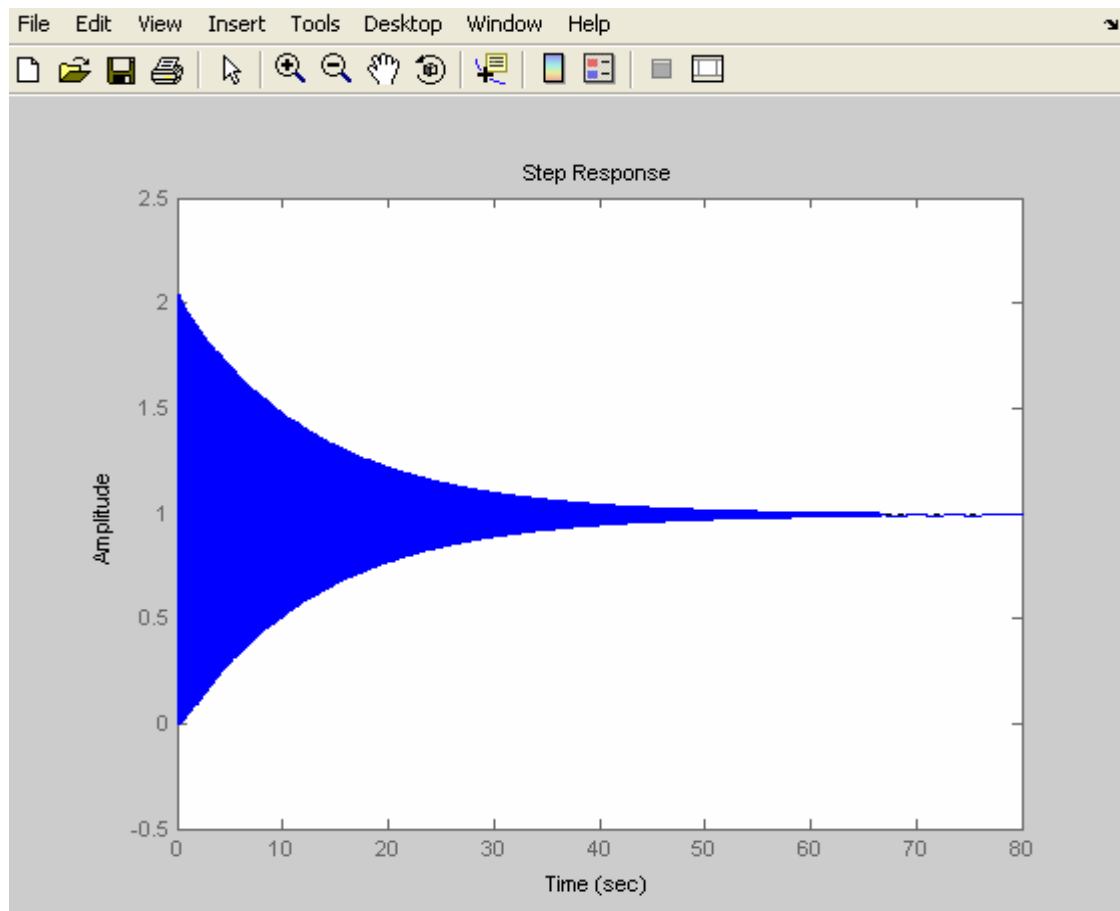 File Edit View Insert Tools Desktop Window Help
Step Response
2.5
2
1.5
1
0.5
0
-0.5
Amplitude
0 10 20 30 40 50 60 70 80
Time (sec)